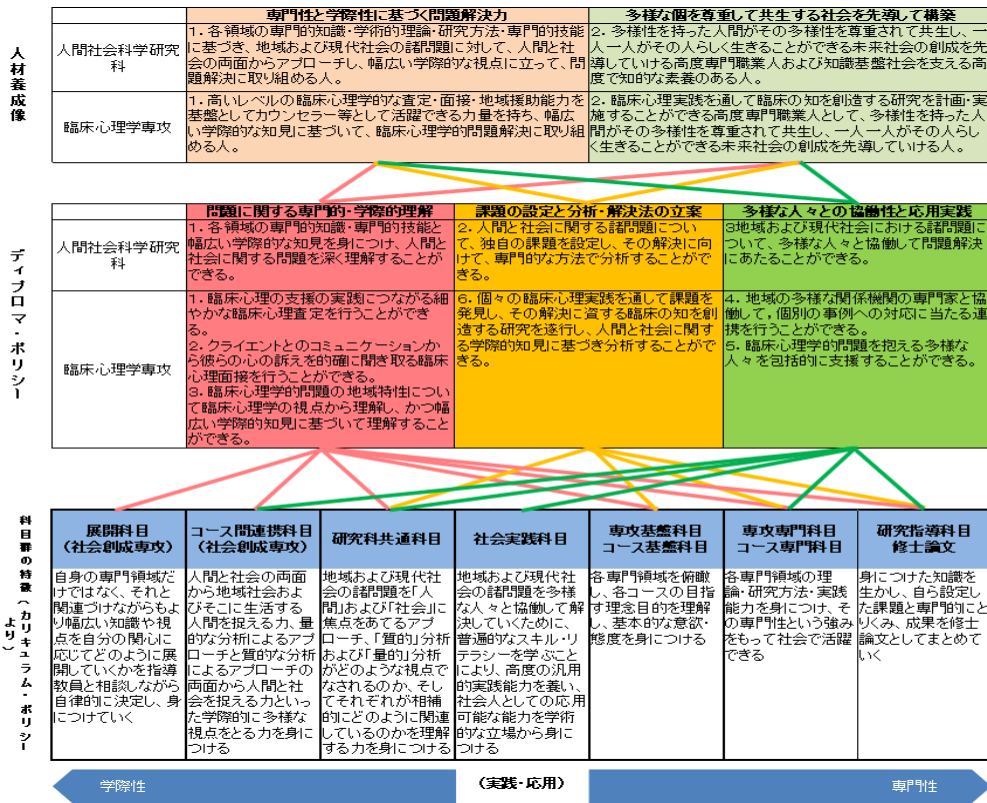 専門性と学際性に基づく問題解決力
多様な個を尊重して共生する社会を先導して構築
人材養成像
人間社会科学研究
科
1. 各領域の専門的知識・学術的理論・研究方法・専門的技能
に基づき、地域および現代社会の諸問題に対して、人間と社
会の両面からアプローチし、幅広い学際的な視点に立って、問
題解決に取り組める人。
2. 多様性を持った人間がその多様性を尊重されて共生し、一
人一人がその人らしく生きることができる未来社会の創成を先
導していける高度専門職業人および知識基盤社会を支える高
度で知的な素養のある人。
臨床心理学専攻
1. 高いレベルの臨床心理学的な査定・面接・地域援助能力を
基盤としてカウンセラー等として活躍できる力量を持ち、幅広
い学際的な知見に基づいて、臨床心理学的問題解決に取り組
める人。
2. 臨床心理実践を通して臨床の知を創造する研究を計画・実
施することができる高度専門職業人として、多様性を持った人
間がその多様性を尊重されて共生し、一人一人がその人らし
く生きることができる未来社会の創成を先導していける人。
問題に関する専門的・学際的理解
課題の設定と分析・解決法の立案
多様な人々との協働性と応用実践
ディプロマ・ポリシー
人間社会科学研究
科
1. 各領域の専門的知識・専門的技能と
幅広い学際的な知見を身につけ、人間と
社会に関する問題を深く理解することが
できる。
2. 人間と社会に関する諸問題につい
て、独自の課題を設定し、その解決に向
けて、専門的な方法で分析することがで
きる。
3地域および現代社会における諸問題に
ついて、多様な人々と協働して問題解決
にあたることができる。
臨床心理学専攻
1. 臨床心理の支援の実践につながる細
やかな臨床心理査定を行うことができ
る。
2. クライエントとのコミュニケーションか
ら彼らの心の訴えを的確に聞き取る臨床
心理面接を行うことができる。
3. 臨床心理学的問題の地域特性につい
て臨床心理学の視点から理解し、かつ幅
広い学際的知見に基づいて理解すること
ができる。
6. 個々の臨床心理実践を通して課題を
発見し、その解決に資する臨床の知を創
造する研究を遂行し、人間と社会に関す
る学際的知見に基づき分析することがで
きる。
4. 地域の多様な関係機関の専門家と協
働して，個別の事例への対応に当たる連
携を行うことができる。
5. 臨床心理学的問題を抱える多様な
人々を包括的に支援することができる。
科目群の特徴（カリキュラム・ポリシー
より）
展開科目
（社会創成専攻）
コース間連携科目
（社会創成専攻）
研究科共通科目
社会実践科目
専攻基盤科目
コース基盤科目
専攻専門科目
コース専門科目
研究指導科目
修士論文
自身の専門領域だ
けではなく、それと
関連づけながらもよ
り幅広い知識や視
点を自分の関心に
応じてどのように展
開していくかを指導
教員と相談しながら
自律的に決定し、身
につけていく
人間と社会の両面
から地域社会およ
びそこに生活する
人間を捉える力、量
的な分析によるアプ
ローチと質的な分析
によるアプローチの
両面から人間と社
会を捉える力といっ
た学際的に多様な
視点をとる力を身に
つける
地域および現代社
会の諸問題を「人
間」および「社会」に
焦点をあてるアプ
ローチ、「質的」分析
および「量的」分析
がどのような視点で
なされるのか、そし
てそれぞれが相補
的にどのように関連
しているのかを理解
する力を身につける
地域および現代社
会の諸問題を多様
な人々と協働して解
決していくために、
普遍的なスキル・リ
テラシーを学ぶこと
により、高度の汎用
的実践能力を養い、
社会人としての応用
可能な能力を学術
的な立場から身に
つける
各専門領域を俯瞰
し、各コースの目指
す理念目的を理解
し、基本的な意欲・
態度を身につける
各専門領域の理
論・研究方法・実践
能力を身につけ、そ
の専門性という強み
をもって社会で活躍
できる
身につけた知識を
生かし、自ら設定し
た課題と専門的にと
りくみ、成果を修士
論文としてまとめて
いく
学際性
（実践・応用）
専門性